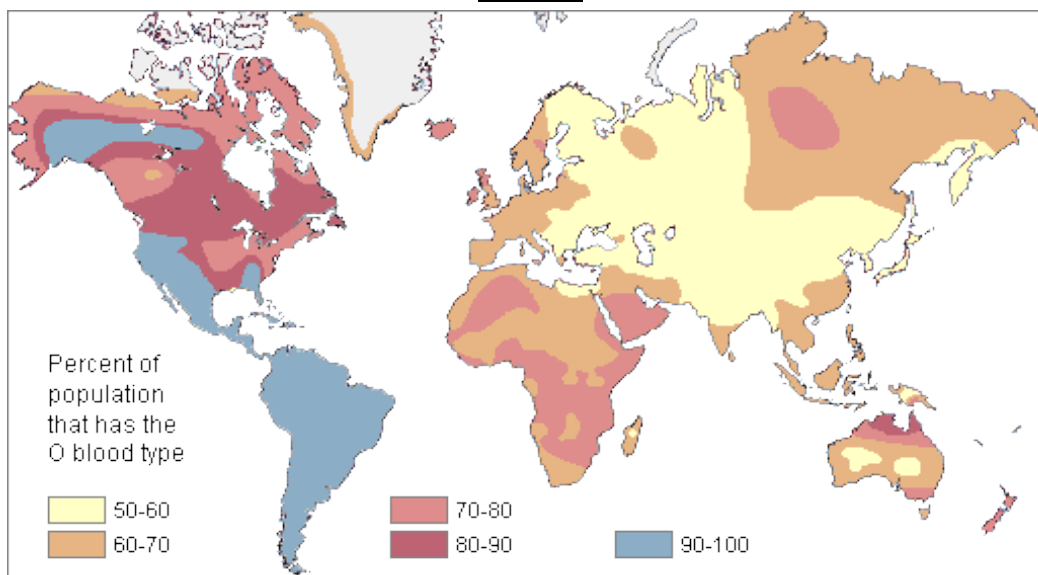 Percent of
population
that has the
O blood type
50-60
60-70
70-80
80-90
90-100